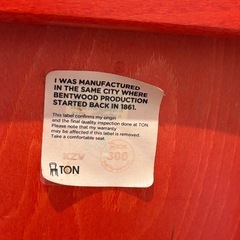 I WAS MANUFACTURED
IN THE SAME CITY WHERE
BENTWOOD PRODUCTION
STARTED BACK IN 1861.
This label confirms my origin
and the final quality inspection done at TON.
Please note that my warranty
may be affected if this label is removed.
Take a comfortable seat.
KZV
300
TON